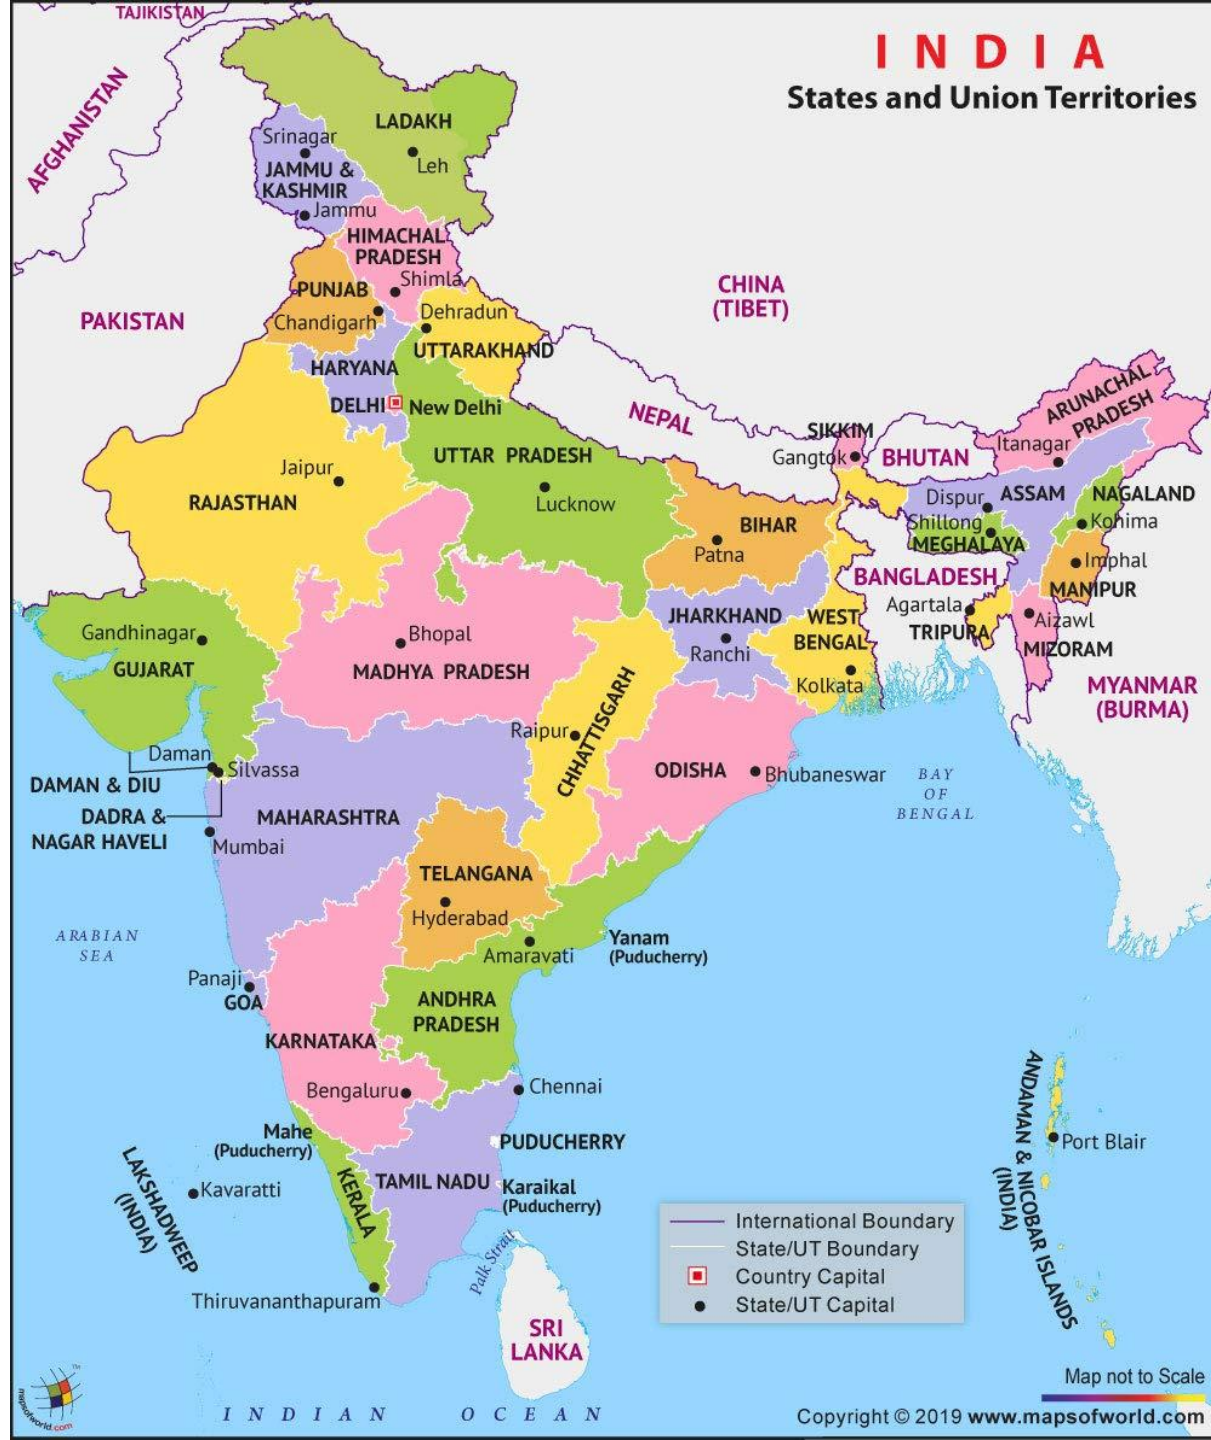 TAJIKISTAN
I N D I A
States and Union Territories
AFGHANISTAN
LADAKH
Leh
Srinagar
JAMMU &
KASHMIR
Jammu
HIMACHAL
PRADESH
Shimla
PUNJAB
Chandigarh
CHINA
(TIBET)
PAKISTAN
Dehradun
UTTARAKHAND
HARYANA
DELHI
New Delhi
NEPAL
SIKKIM
Gangtok
BHUTAN
ARUNACHAL
PRADESH
Itanagar
Jaipur
RAJASTHAN
UTTAR PRADESH
Lucknow
BIHAR
Patna
Dispur
ASSAM
NAGALAND
Kohima
Shillong
MEGHALAYA
Imphal
MANIPUR
BANGLADESH
Agartala
TRIPURA
Aizawl
MIZORAM
MYANMAR
(BURMA)
Gandhinagar
GUJARAT
Bhopal
MADHYA PRADESH
JHARKHAND
Ranchi
WEST
BENGAL
Kolkata
Raipur
CHHATTISGARH
ODISHA
Bhubaneswar
BAY
OF
BENGAL
Daman
Silvassa
DAMAN & DIU
DADRA &
NAGAR HAVELI
MAHARASHTRA
Mumbai
TELANGANA
Hyderabad
ARABIAN
SEA
Amaravati
Yanam
(Puducherry)
Panaji
GOA
ANDHRA
PRADESH
KARNATAKA
Bengaluru
Chennai
Mahe
(Puducherry)
PUDUCHERRY
TAMIL NADU
Karaikal
(Puducherry)
KERALA
LAKSHADWEEP
(INDIA)
Kavaratti
Thiruvananthapuram
Palk Strait
SRI
LANKA
ANDAMAN & NICOBAR ISLANDS
(INDIA)
Port Blair
International Boundary
State/UT Boundary
Country Capital
State/UT Capital
INDIAN OCEAN
Map not to Scale
Copyright © 2019 www.mapsofworld.com
mapsofworld.com
TM